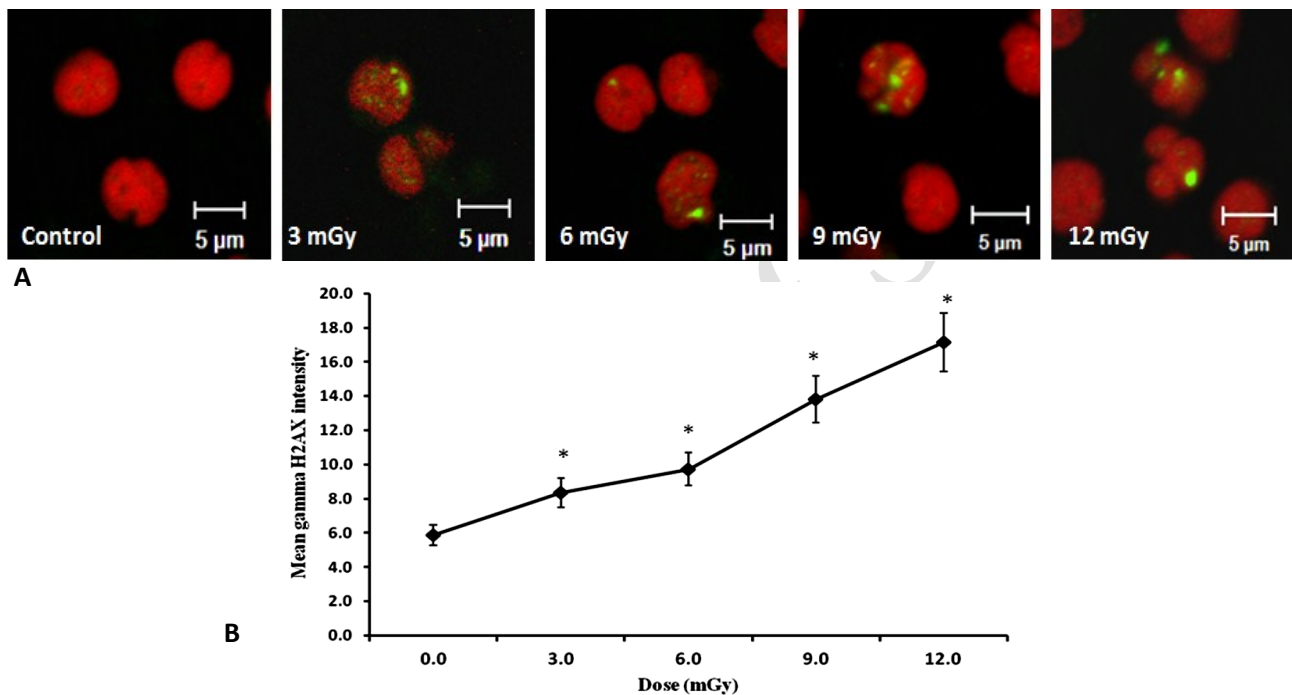 Control
5 µm
3 mGy
5 µm
6 mGy
5 µm
9 mGy
5 µm
12 mGy
5 µm
A
20.0
18.0
16.0
14.0
12.0
10.0
8.0
6.0
4.0
2.0
0.0
Mean gamma H2AX intensity
*
*
*
*
B
0.0 3.0 6.0 9.0 12.0
Dose (mGy)